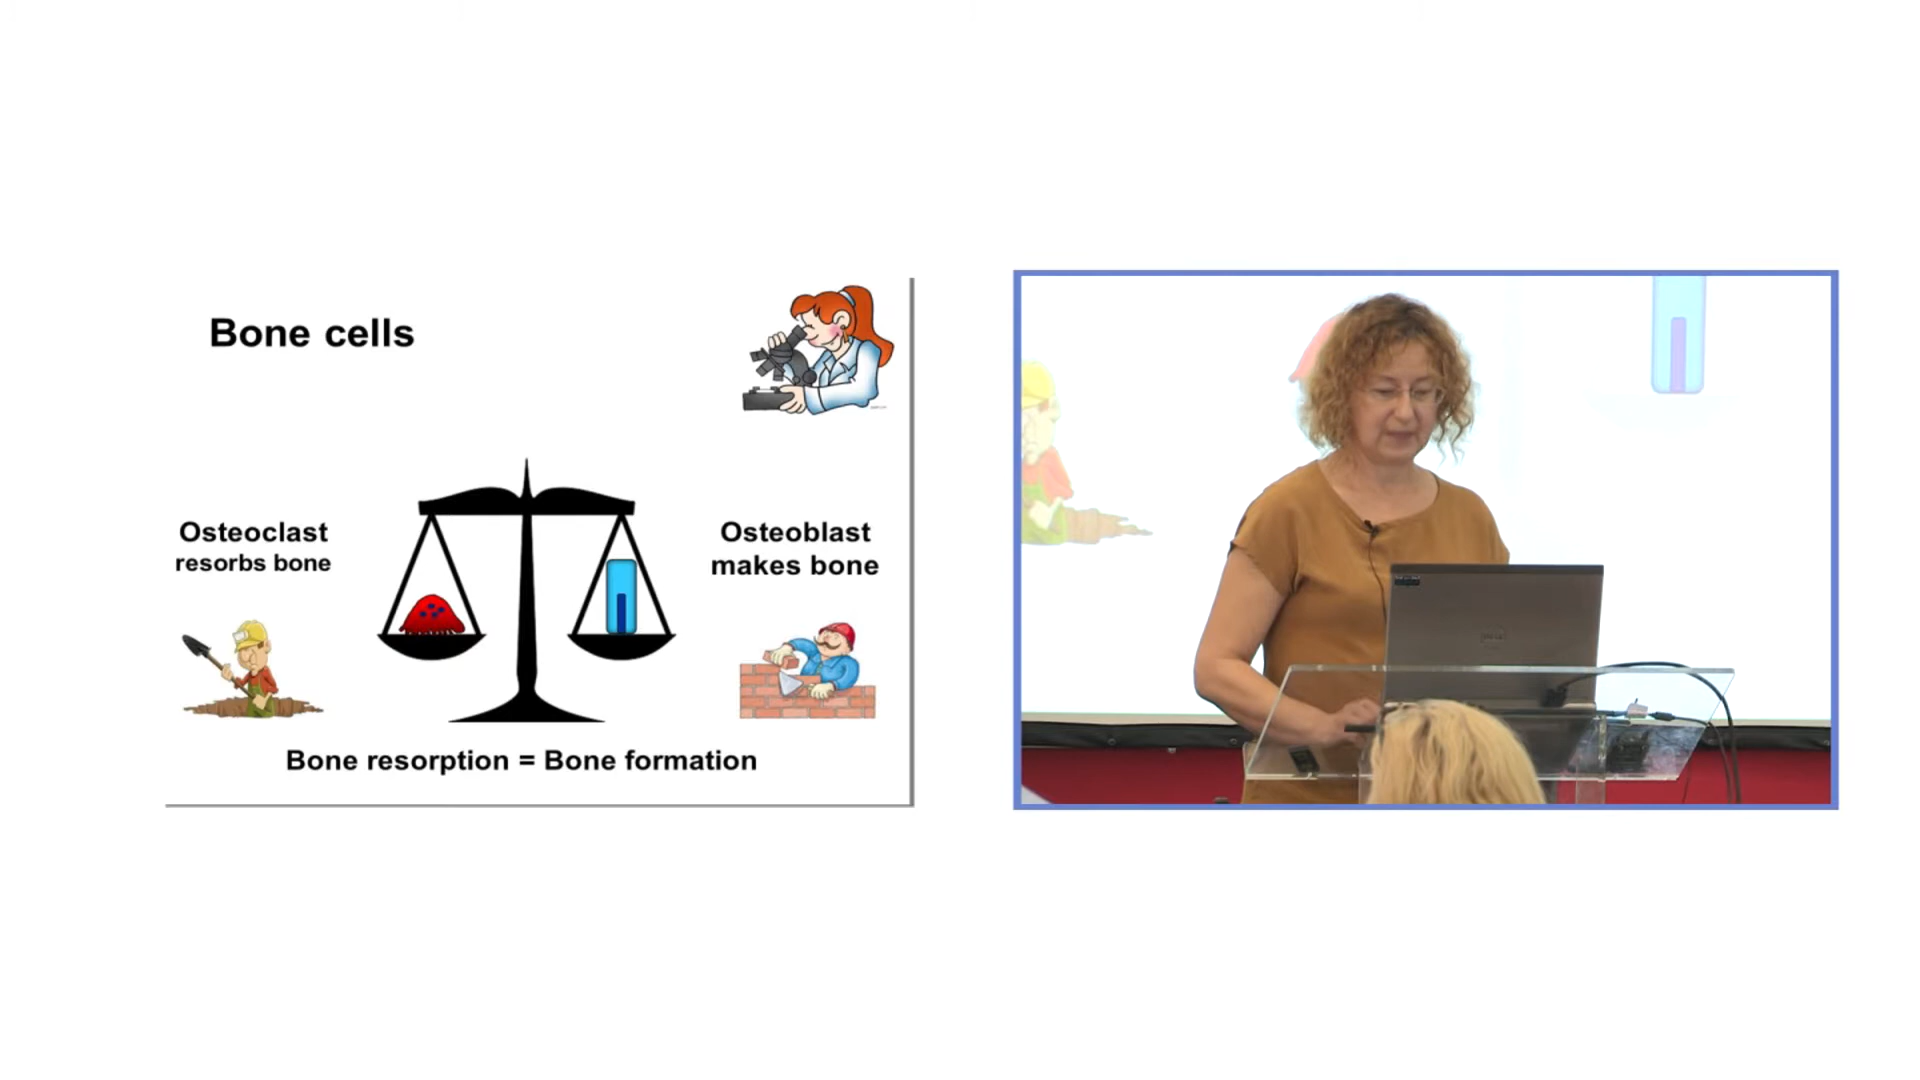 Bone cells
Osteoclast
resorbs bone
Osteoblast
makes bone
Bone resorption = Bone formation